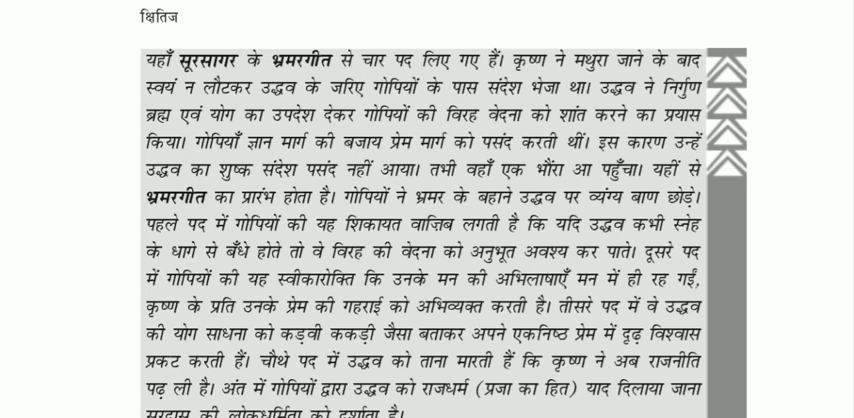 क्षितिज
यहाँ सूरसागर के भ्रमरगीत से चार पद लिए गए हैं। कृष्ण ने मथुरा जाने के बाद
स्वयं न लौटकर उद्धव के जरिए गोपियों के पास संदेश भेजा था। उद्धव ने निर्गुण
ब्रह्म एवं योग का उपदेश देकर गोपियों की विरह वेदना को शांत करने का प्रयास
किया। गोपियाँ ज्ञान मार्ग की बजाय प्रेम मार्ग को पसंद करती थीं। इस कारण उन्हें
उद्धव का शुष्क संदेश पसंद नहीं आया। तभी वहाँ एक भौंरा आ पहुँचा। यहीं से
भ्रमरगीत का प्रारंभ होता है। गोपियों ने भ्रमर के बहाने उद्धव पर व्यंग्य बाण छोड़े।
पहले पद में गोपियों की यह शिकायत वाज़िब लगती है कि यदि उद्धव कभी स्नेह
के धागे से बँधे होते तो वे विरह की वेदना को अनुभूत अवश्य कर पाते। दूसरे पद
में गोपियों की यह स्वीकारोक्ति कि उनके मन की अभिलाषाएँ मन में ही रह गईं,
कृष्ण के प्रति उनके प्रेम की गहराई को अभिव्यक्त करती है। तीसरे पद में वे उद्धव
की योग साधना को कड़वी ककड़ी जैसा बताकर अपने एकनिष्ठ प्रेम में दृढ़ विश्वास
प्रकट करती हैं। चौथे पद में उद्धव को ताना मारती हैं कि कृष्ण ने अब राजनीति
पढ़ ली है। अंत में गोपियों द्वारा उद्धव को राजधर्म (प्रजा का हित) याद दिलाया जाना
सूरदास की लोकधर्मिता को दर्शाता है।